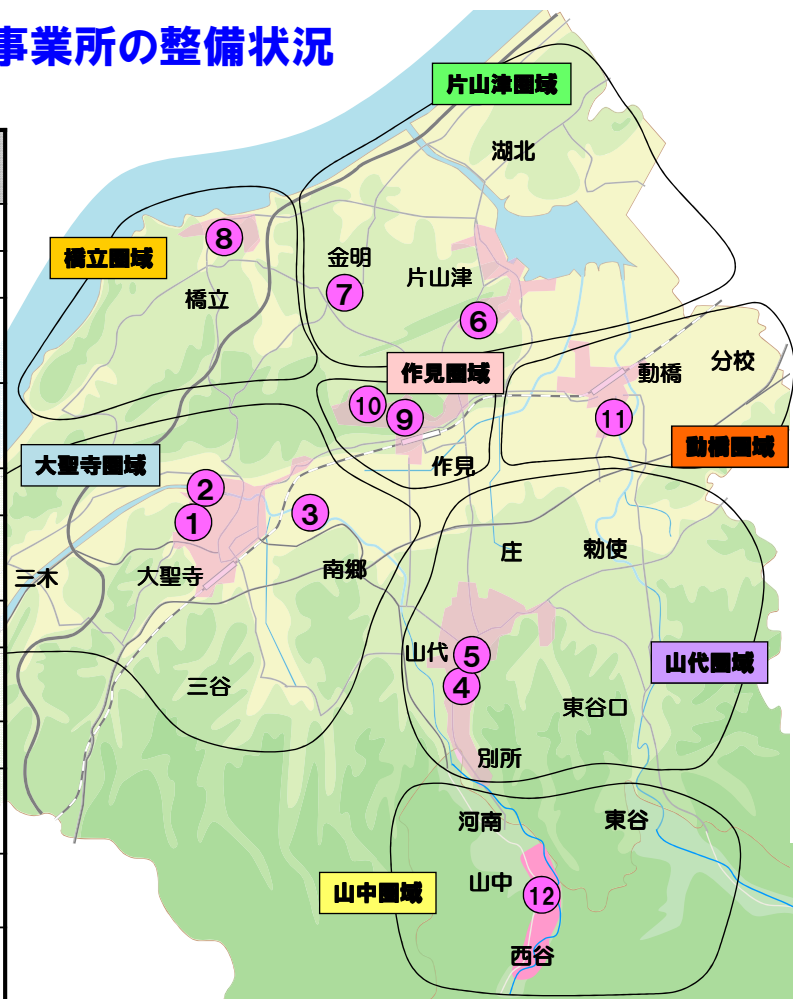 事業所の整備状況
片山津圏域
湖北
橋立圏域
8
金明
片山津
7
橋立
6
作見圏域
動橋
分校
10
9
11
動橋圏域
大聖寺圏域
作見
2
1
3
庄
勅使
三木
大聖寺
南郷
山代
5
山代圏域
4
三谷
東谷口
別所
河南
東谷
山中圏域
山中
12
西谷